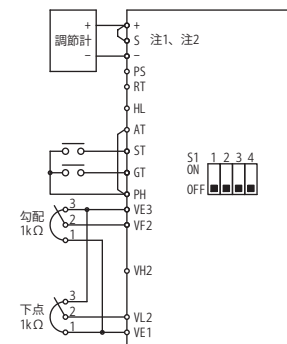 + +
調節計 S 注1、注2
− −
PS
RT
HL
AT
ST
GT
PH
S1 1 2 3 4
ON
OFF
3 VE3
勾配 2 VF2
1kΩ 1
VH2
3
下点 2 VL2
1kΩ 1 VE1